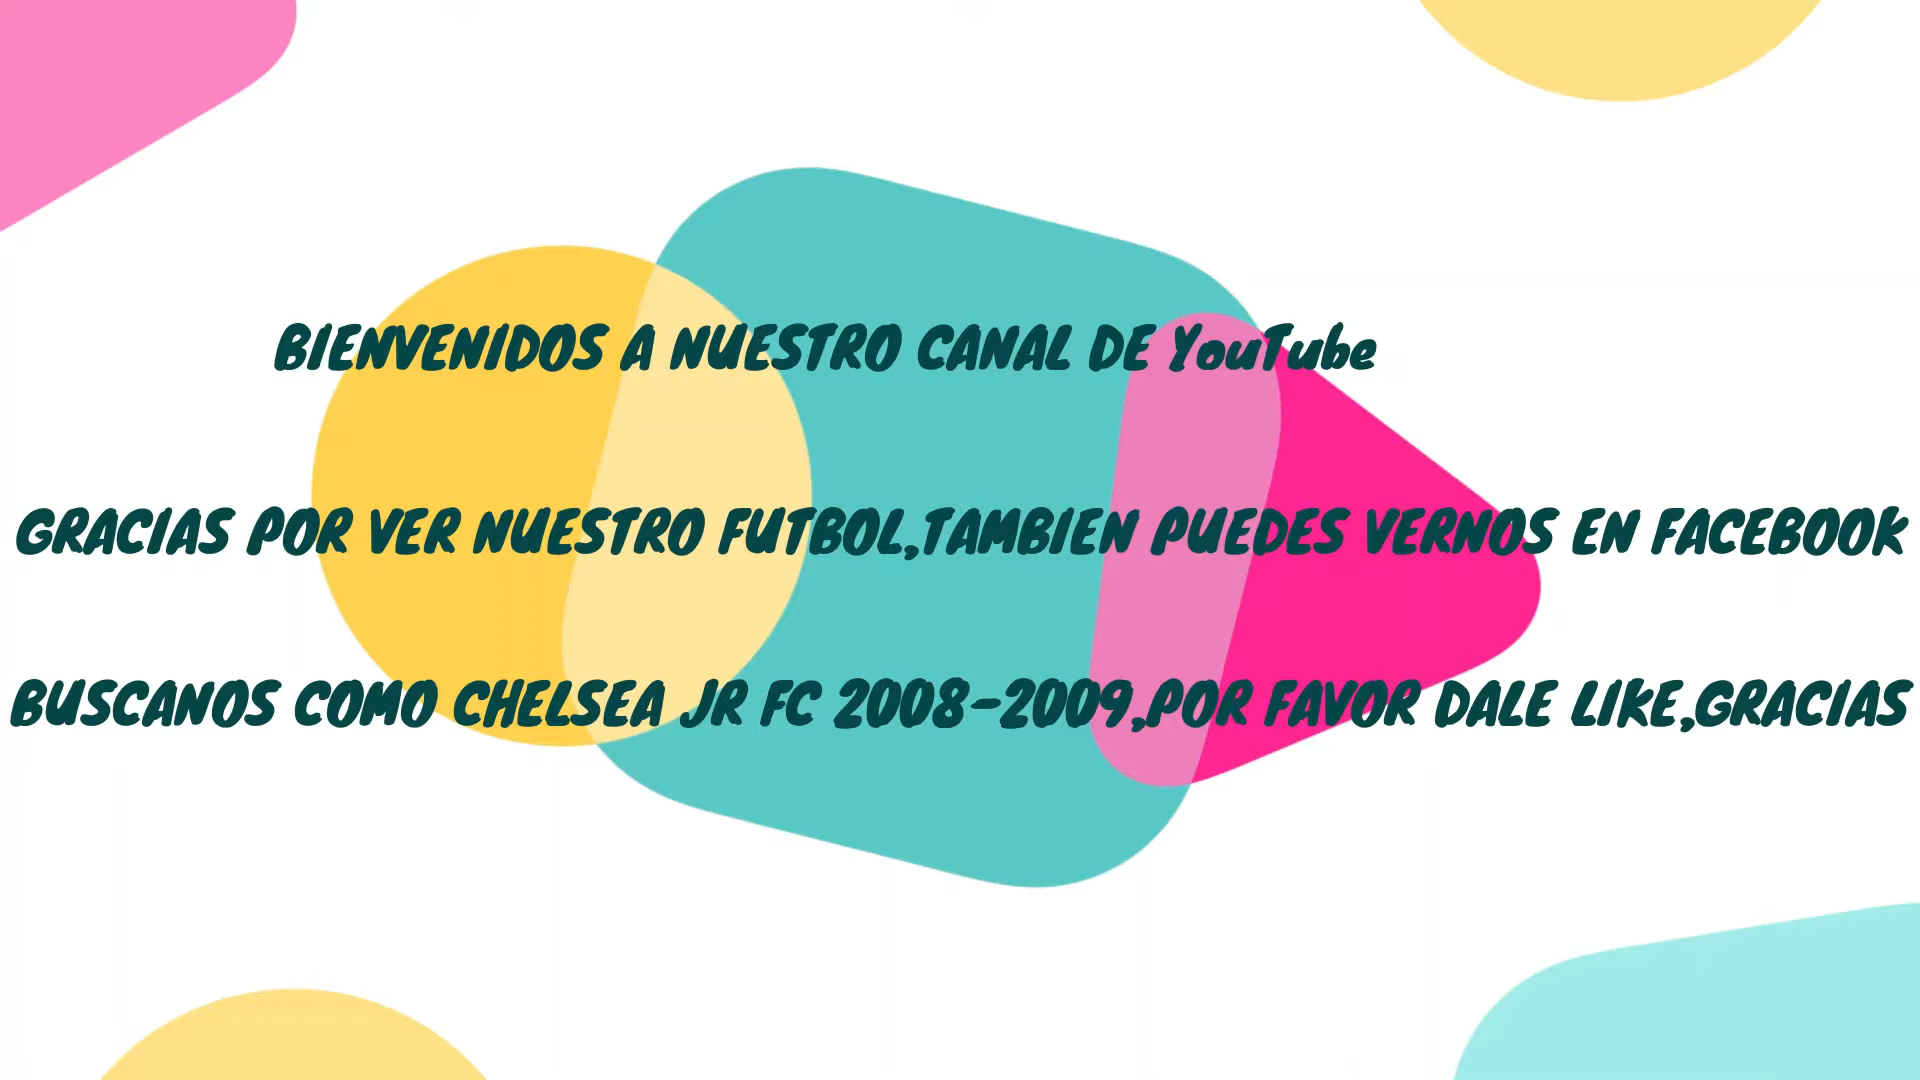 BIENVENIDOS A NUESTRO CANAL DE YouTube
GRACIAS POR VER NUESTRO FUTBOL,TAMBIEN PUEDES VERNOS EN FACEBOOK
BUSCANOS COMO CHELSEA JR FC 2008-2009,POR FAVOR DALE LIKE,GRACIAS